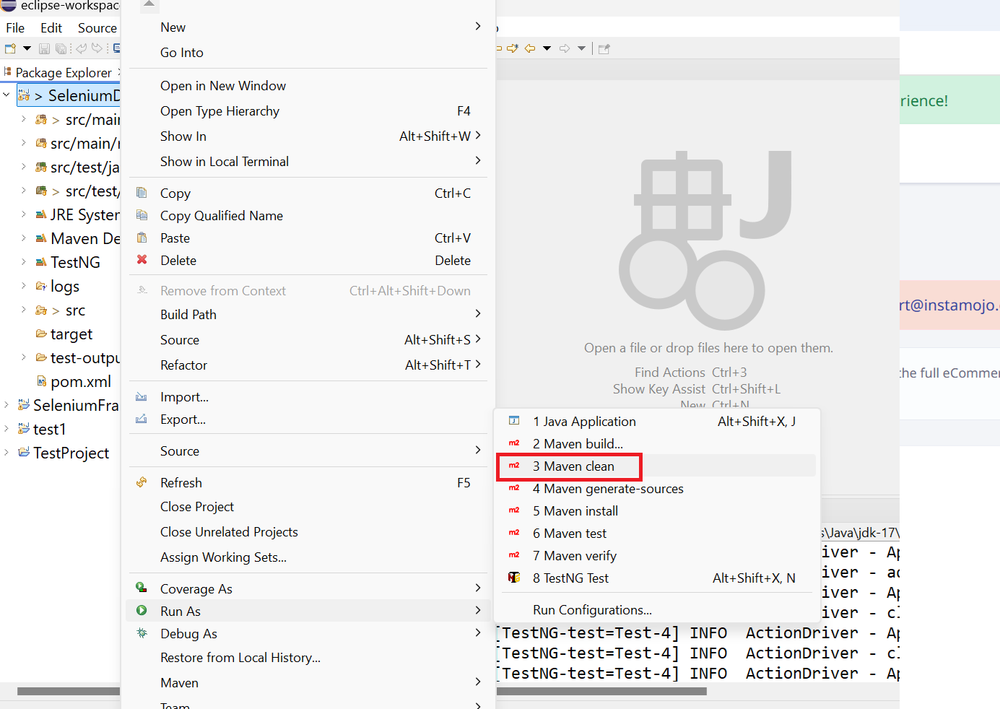 eclipse-workspac
File Edit Source
Package Explorer
> SeleniumD
> src/mai
src/main/r
src/test/ja
> src/test/
JRE System
Maven De
TestNG
logs
> src
target
test-outpu
pom.xml
SeleniumFra
test1
TestProject
New
Go Into
Open in New Window
Open Type Hierarchy F4
Show In Alt+Shift+W
Show in Local Terminal
Copy Ctrl+C
Copy Qualified Name
Paste Ctrl+V
Delete Delete
Remove from Context Ctrl+Alt+Shift+Down
Build Path
Source Alt+Shift+S
Refactor Alt+Shift+T
Import...
Export...
Source
Refresh F5
Close Project
Close Unrelated Projects
Assign Working Sets...
Coverage As
Run As
Debug As
Restore from Local History...
Maven
Team
Open a file or drop files here to open them.
Find Actions Ctrl+3
Show Key Assist Ctrl+Shift+L
New Ctrl+N
1 Java Application Alt+Shift+X, J
m2 2 Maven build...
m2 3 Maven clean
m2 4 Maven generate-sources
m2 5 Maven install
m2 6 Maven test
m2 7 Maven verify
8 TestNG Test Alt+Shift+X, N
Run Configurations...
s\Java\jdk-17\
iver - Ap
iver - ac
iver - Ap
iver - cl
[TestNG-test=Test-4] INFO ActionDriver - Ap
[TestNG-test=Test-4] INFO ActionDriver - cl
[TestNG-test=Test-4] INFO ActionDriver - Ap
rience!
rt@instamojo.
the full eCommer